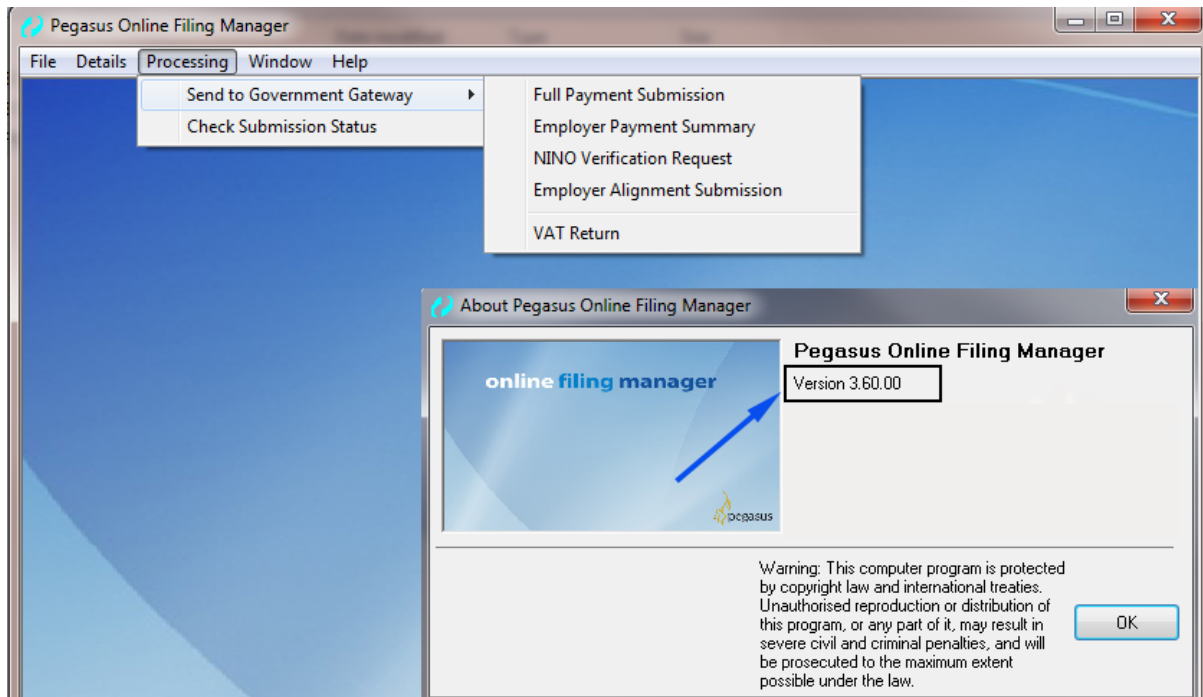 Pegasus Online Filing Manager
File Details Processing Window Help
Send to Government Gateway
Check Submission Status
Full Payment Submission
Employer Payment Summary
NINO Verification Request
Employer Alignment Submission
VAT Return
About Pegasus Online Filing Manager
online filing manager
pegasus
Pegasus Online Filing Manager
Version 3.60.00
Warning: This computer program is protected
by copyright law and international treaties.
Unauthorised reproduction or distribution of
this program, or any part of it, may result in
severe civil and criminal penalties, and will
be prosecuted to the maximum extent
possible under the law.
OK